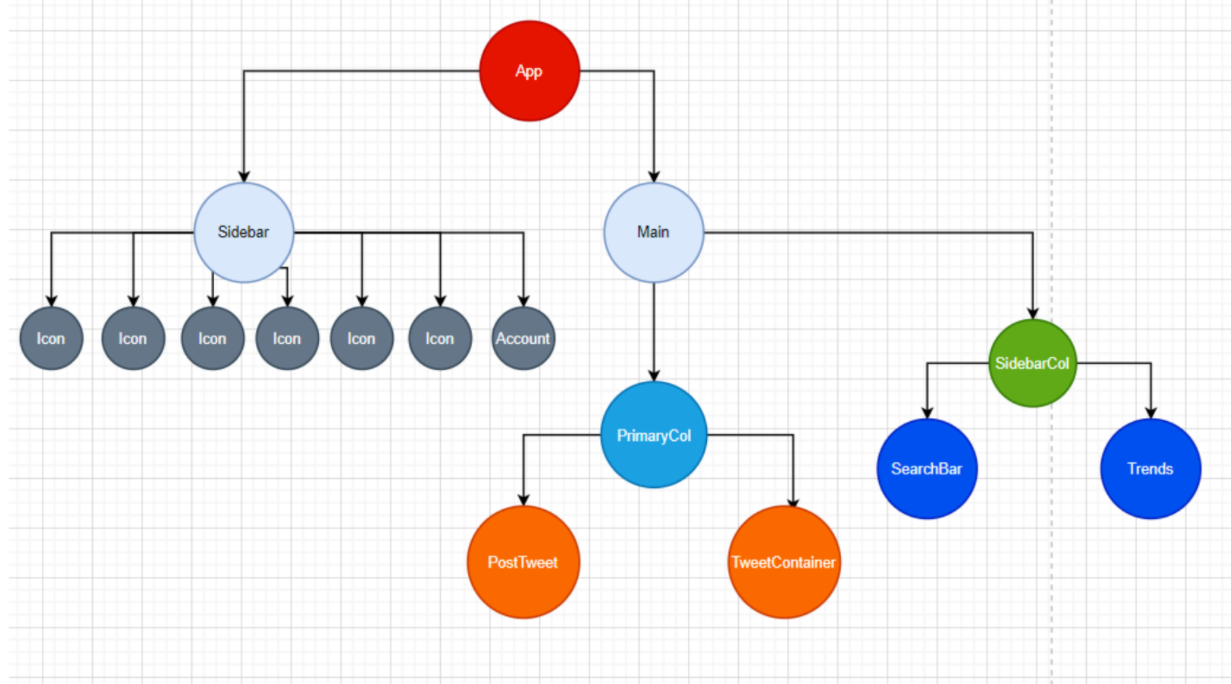 App
Sidebar
Main
Icon
Icon
Icon
Icon
Icon
Icon
Account
SidebarCol
PrimaryCol
SearchBar
Trends
PostTweet
TweetContainer